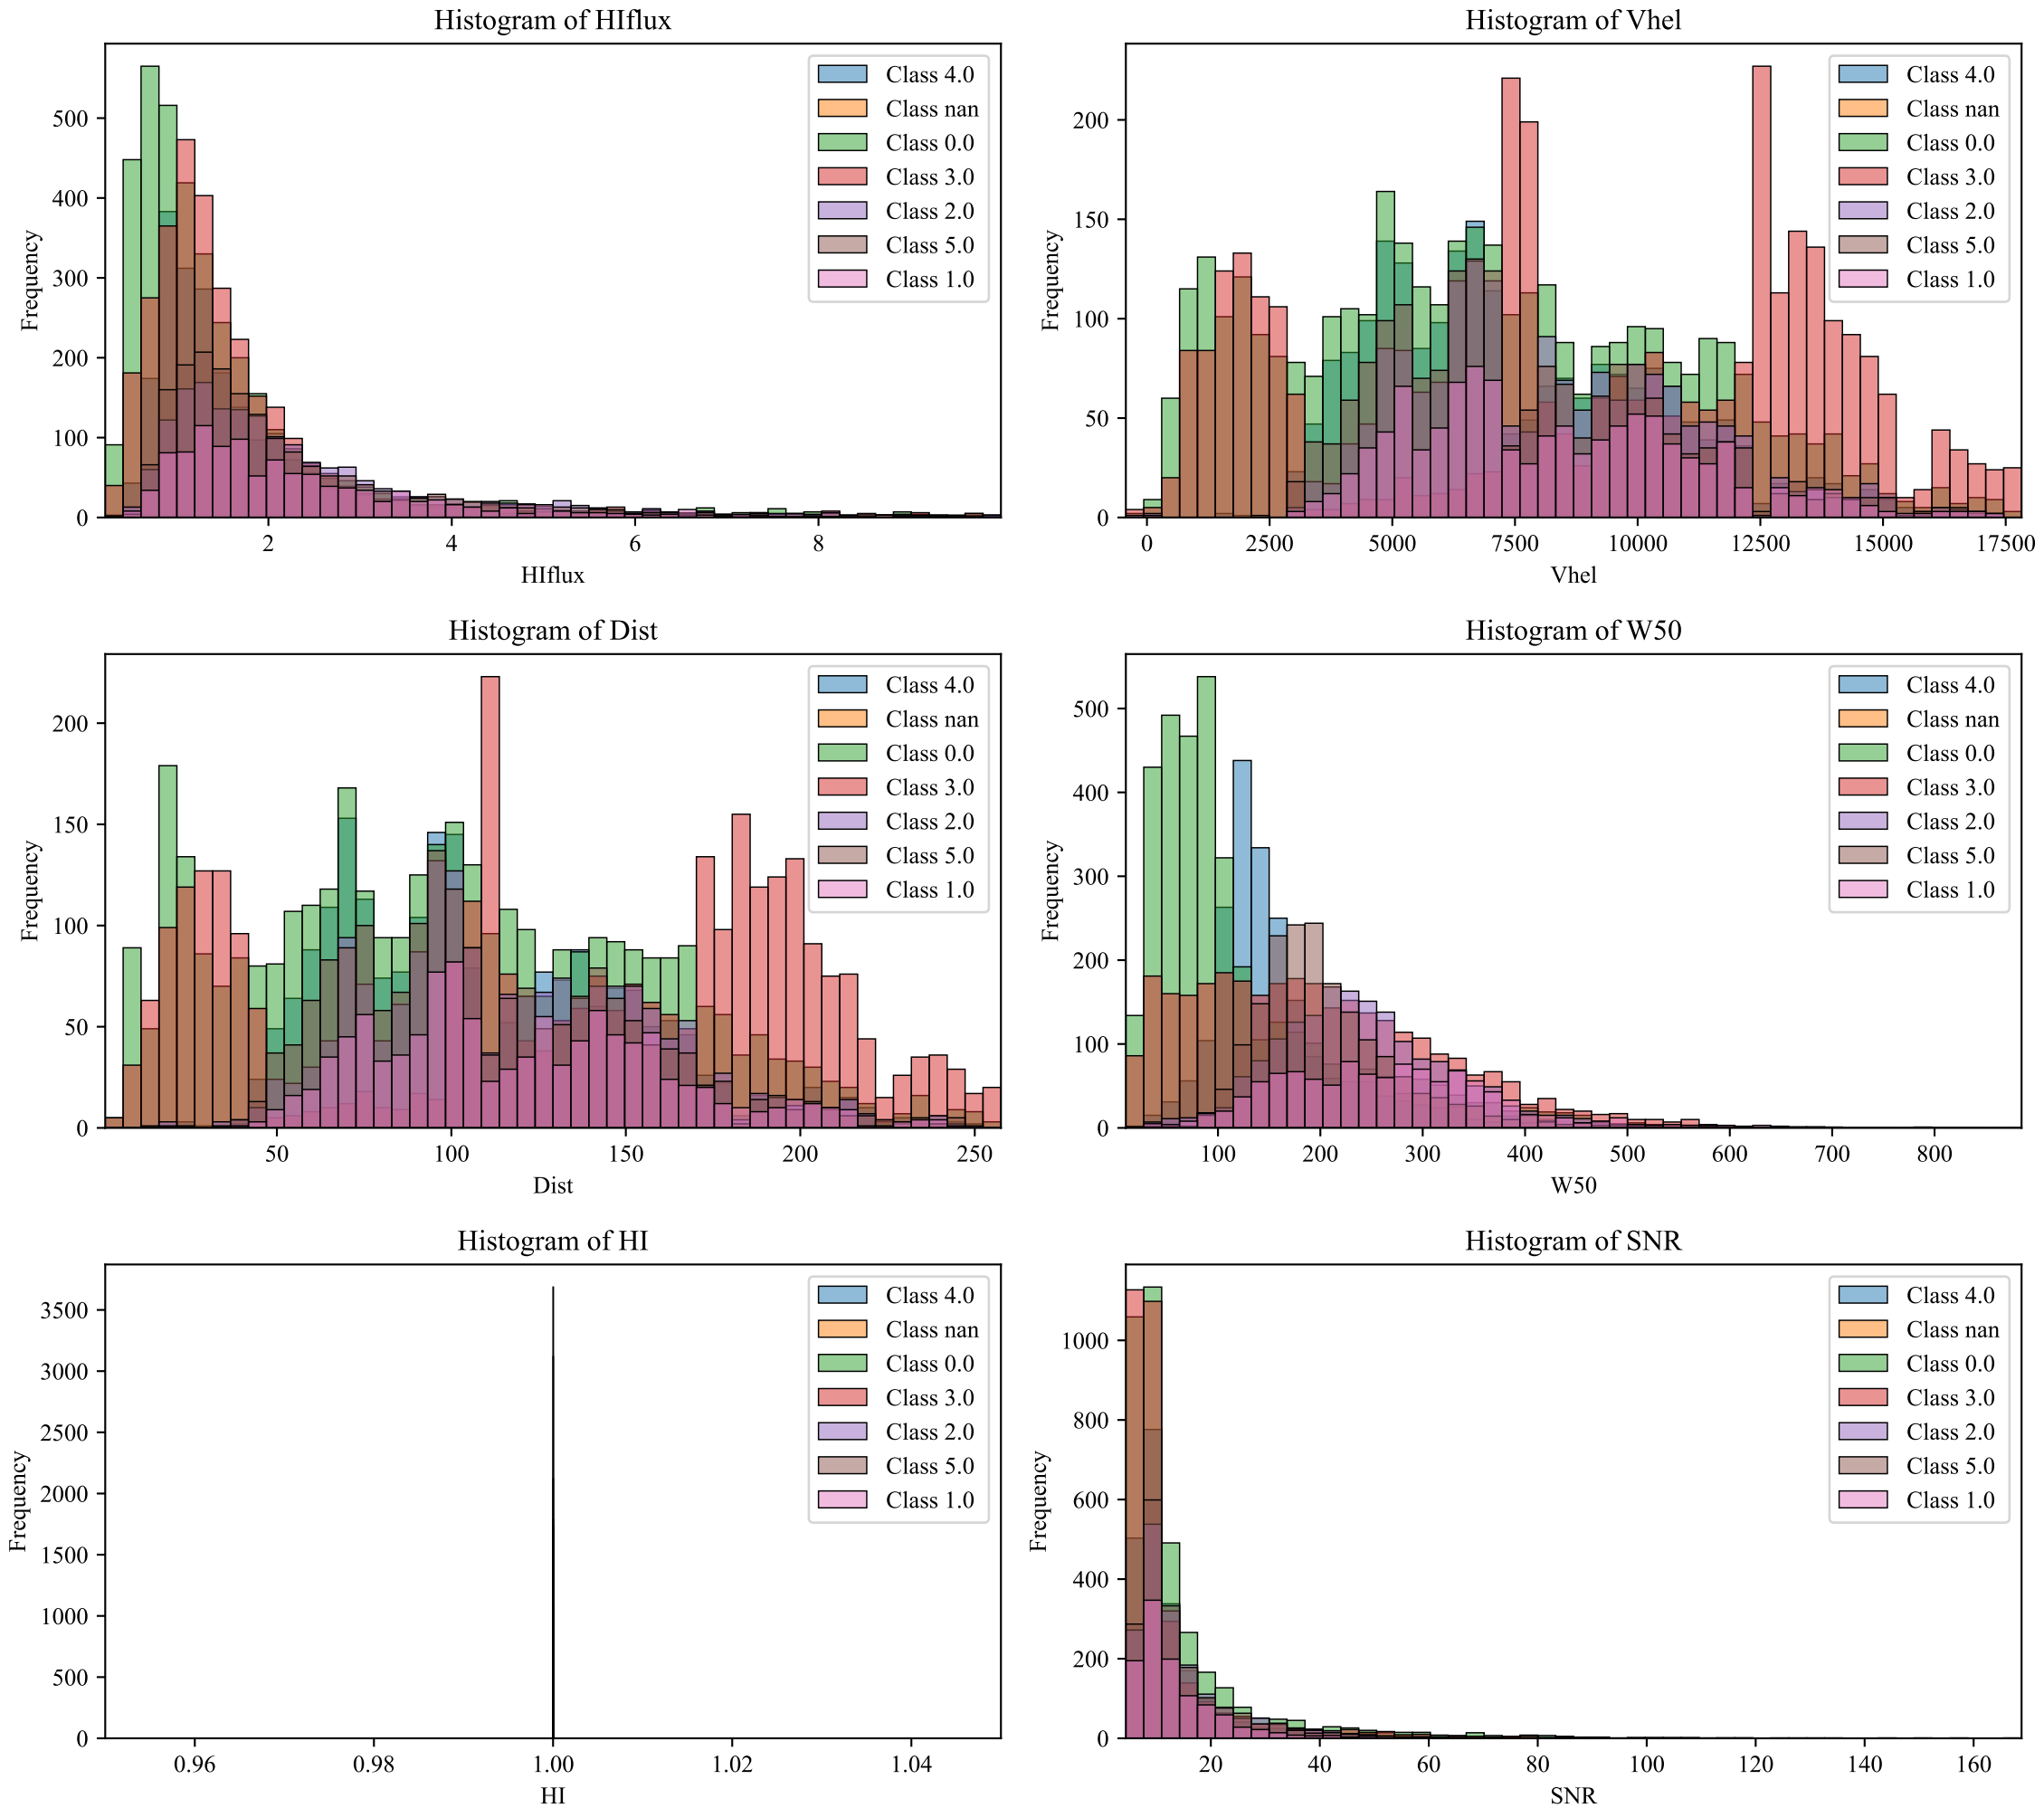 Histogram of HIflux
Frequency
500
400
300
200
100
0
2
4
6
8
HIflux
Class 4.0
Class nan
Class 0.0
Class 3.0
Class 2.0
Class 5.0
Class 1.0
Histogram of Vhel
Frequency
200
150
100
50
0
0
2500
5000
7500
10000
12500
15000
17500
Vhel
Class 4.0
Class nan
Class 0.0
Class 3.0
Class 2.0
Class 5.0
Class 1.0
Histogram of Dist
Frequency
200
150
100
50
0
50
100
150
200
250
Dist
Class 4.0
Class nan
Class 0.0
Class 3.0
Class 2.0
Class 5.0
Class 1.0
Histogram of W50
Frequency
500
400
300
200
100
0
100
200
300
400
500
600
700
800
W50
Class 4.0
Class nan
Class 0.0
Class 3.0
Class 2.0
Class 5.0
Class 1.0
Histogram of HI
Frequency
3500
3000
2500
2000
1500
1000
500
0
0.96
0.98
1.00
1.02
1.04
HI
Class 4.0
Class nan
Class 0.0
Class 3.0
Class 2.0
Class 5.0
Class 1.0
Histogram of SNR
Frequency
1000
800
600
400
200
0
20
40
60
80
100
120
140
160
SNR
Class 4.0
Class nan
Class 0.0
Class 3.0
Class 2.0
Class 5.0
Class 1.0